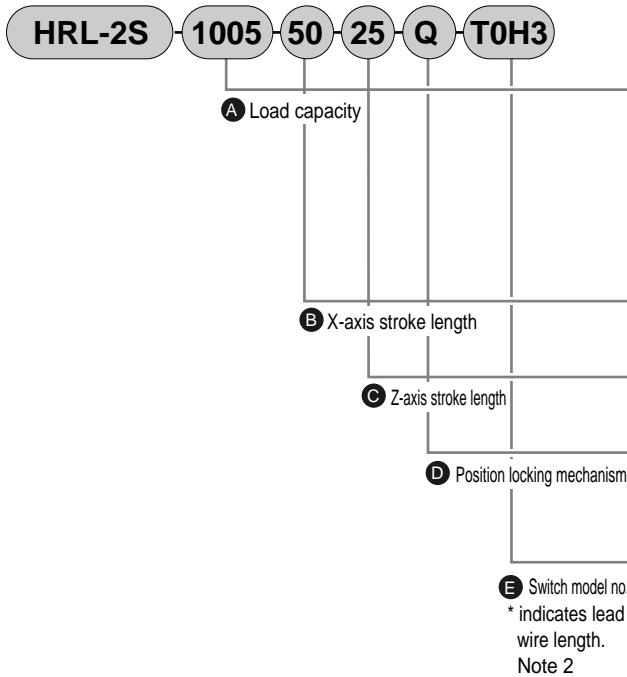 HRL-2S - 1005 - 50 - 25 - Q - T0H3
A Load capacity
B X-axis stroke length
C Z-axis stroke length
D Position locking mechanism
E Switch model no.
* indicates lead
wire length.
Note 2